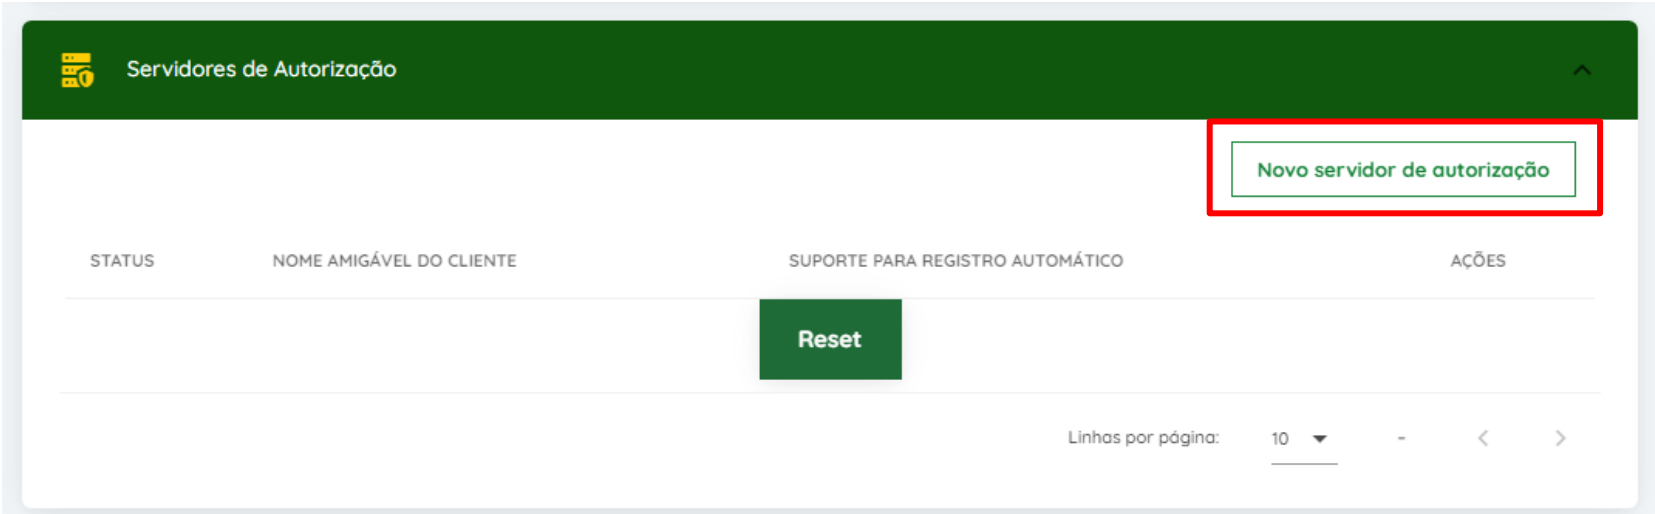 Servidores de Autorização
Novo servidor de autorização
STATUS NOME AMIGÁVEL DO CLIENTE SUPORTE PARA REGISTRO AUTOMÁTICO AÇÕES
Reset
Linhas por página: 10 -